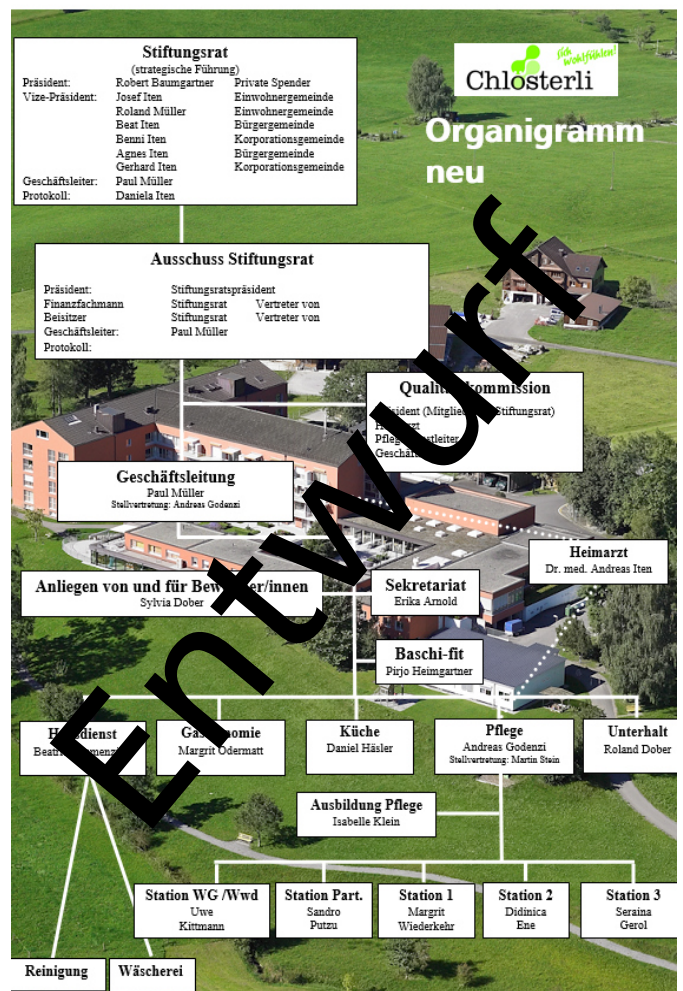 Stiftungsrat
(strategische Führung)
Präsident: Robert Baumgartner Private Spender
Vize-Präsident: Josef Iten Einwohnergemeinde
Roland Müller Einwohnergemeinde
Beat Iten Bürgergemeinde
Benni Iten Korporationsgemeinde
Agnes Iten Bürgergemeinde
Gerhard Iten Korporationsgemeinde
Geschäftsleiter: Paul Müller
Protokoll: Daniela Iten
sich wohlfühlen!
Chlösterli
Organigramm
neu
Ausschuss Stiftungsrat
Präsident: Stiftungsratspräsident
Finanzfachmann Stiftungsrat Vertreter von
Beisitzer Stiftungsrat Vertreter von
Geschäftsleiter: Paul Müller
Protokoll:
(Mitglied Stiftungsrat)
Geschäftsleitung
Paul Müller
Stellvertretung: Andreas Godenzi
Heimarzt
Dr. med. Andreas Iten
Anliegen von und für
Sylvia Dober
Sekretariat
Erika Arnold
Baschi-fit
Pirjo Heimgartner
Margrit Odermatt
Küche
Daniel Häsler
Pflege
Andreas Godenzi
Stellvertretung: Martin Stein
Unterhalt
Roland Dober
Ausbildung Pflege
Isabelle Klein
Station WG /Wwd
Uwe
Kittmann
Station Part.
Sandro
Putzu
Station 1
Margrit
Wiederkehr
Station 2
Didinica
Ene
Station 3
Seraina
Gerol
Reinigung
Wäscherei
Entwurf